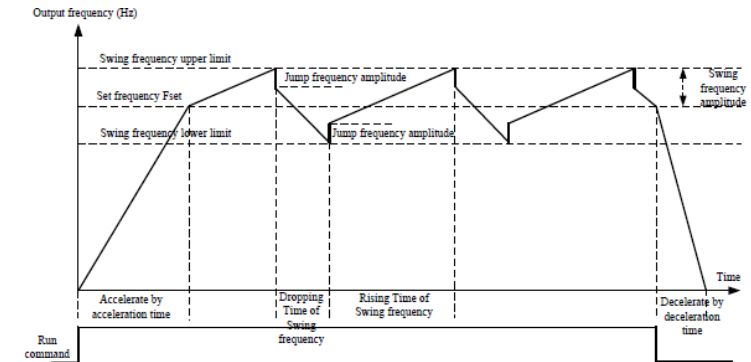 Output frequency (Hz)
Swing frequency upper limit
Jump frequency amplitude
Swing
frequency
amplitude
Set frequency Fset
Swing frequency lower limit
Jump frequency amplitude
Time
Accelerate by
acceleration time
Dropping
Time of
Swing
frequency
Rising Time of
Swing frequency
Decelerate by
deceleration
time
Run
command